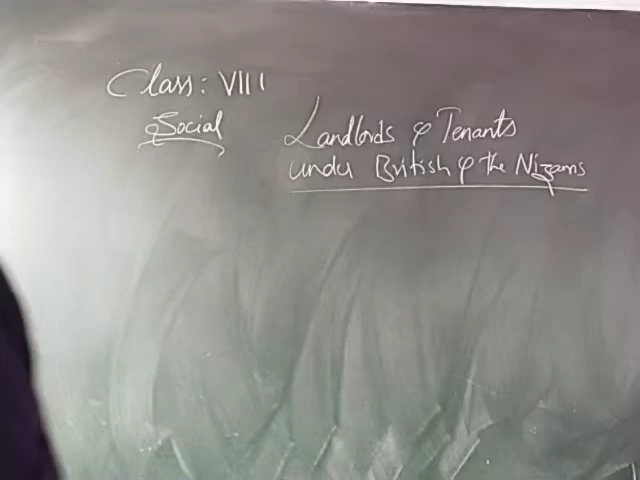 Class: VIII
Social
Landlords & Tenants
under British & the Nizams